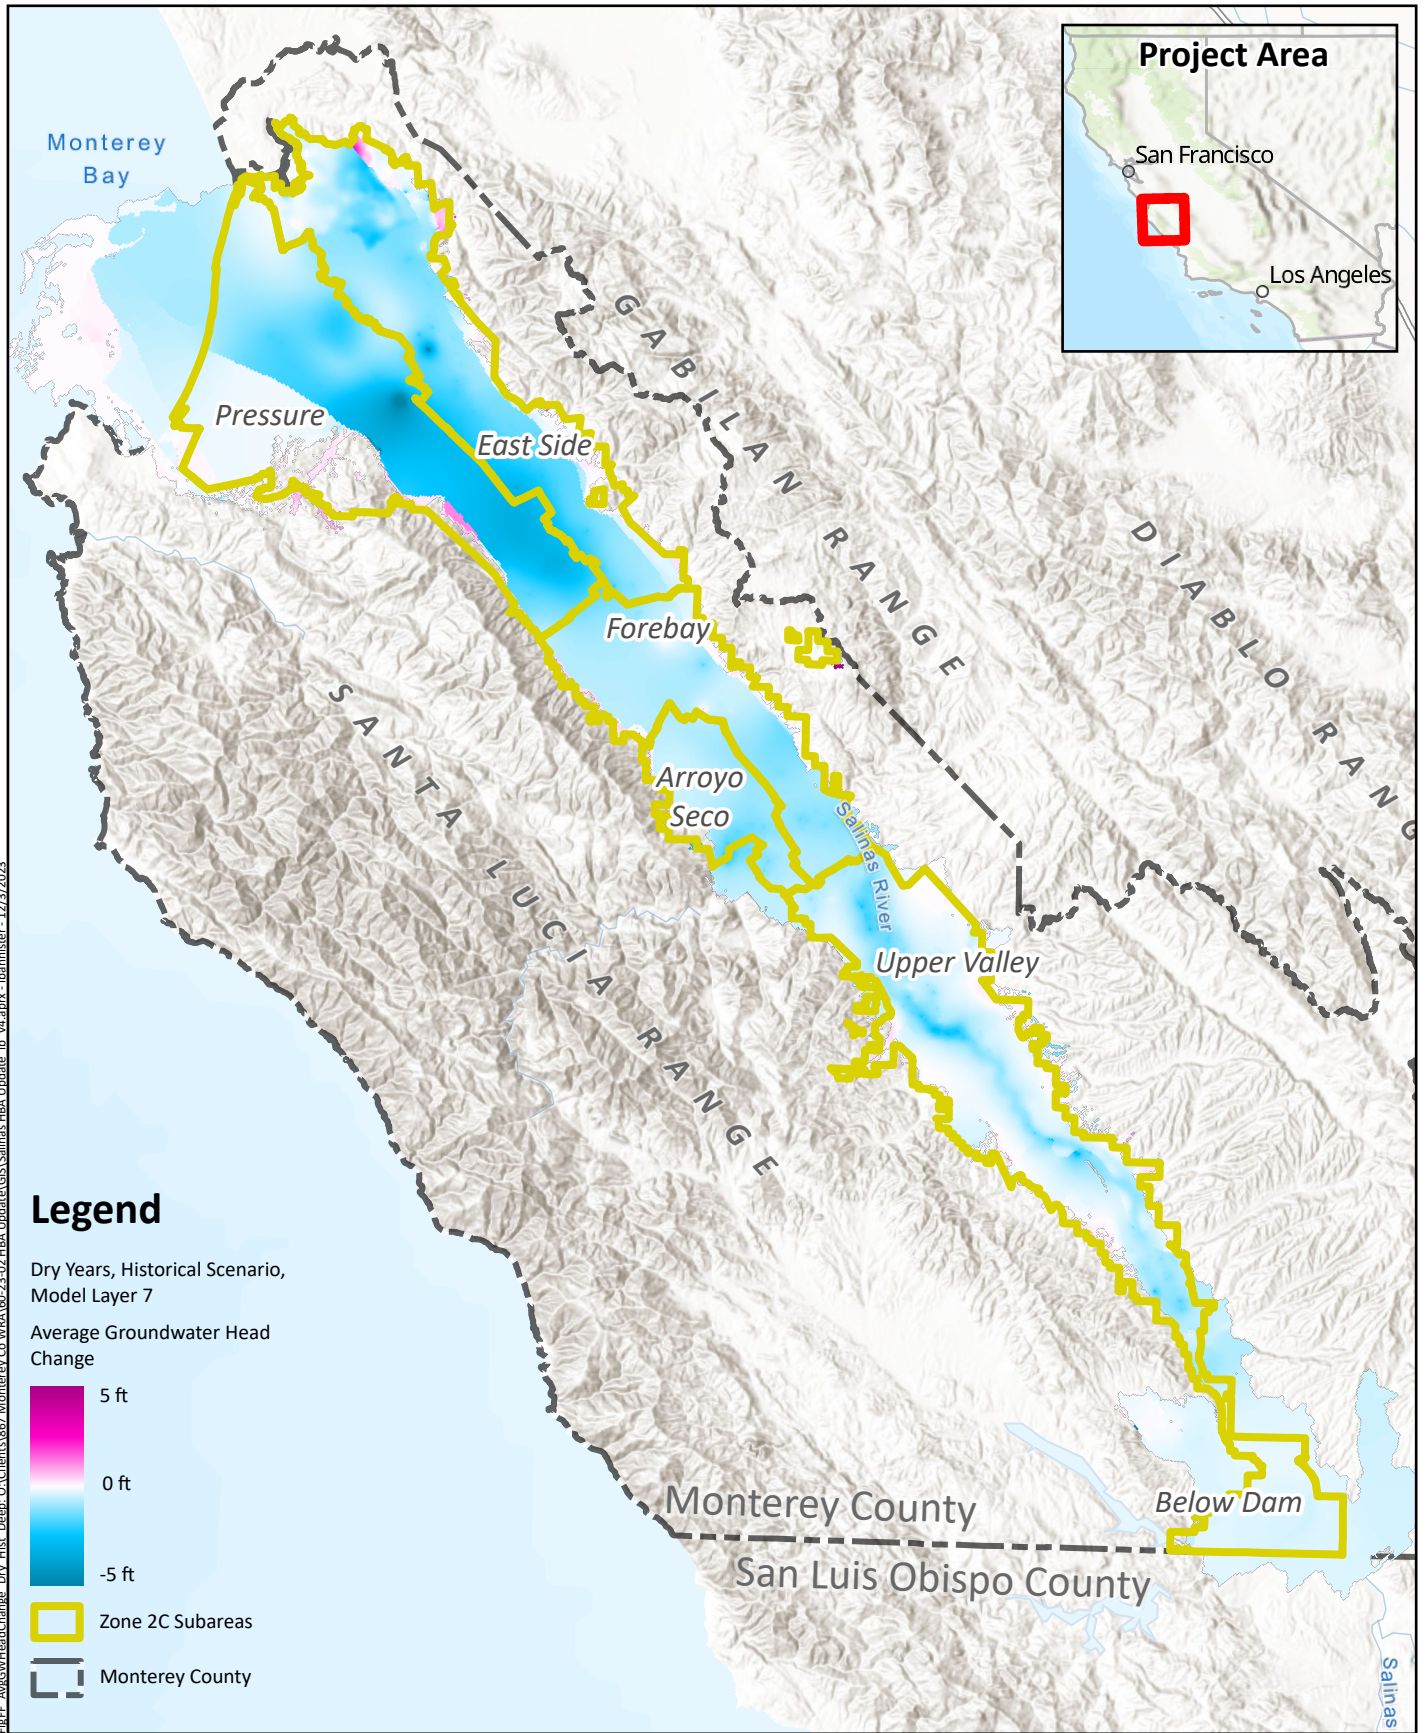 Project Area
San Francisco
Los Angeles
Monterey
Bay
GABILAN RANGE
DIABLO RANG
Pressure
East Side
Forebay
SANTA LUCIA RANGE
Arroyo
Seco
Salinas River
Upper Valley
Below Dam
Monterey County
San Luis Obispo County
Salinas
Legend
Dry Years, Historical Scenario,
Model Layer 7
Average Groundwater Head
Change
5 ft
0 ft
-5 ft
Zone 2C Subareas
Monterey County